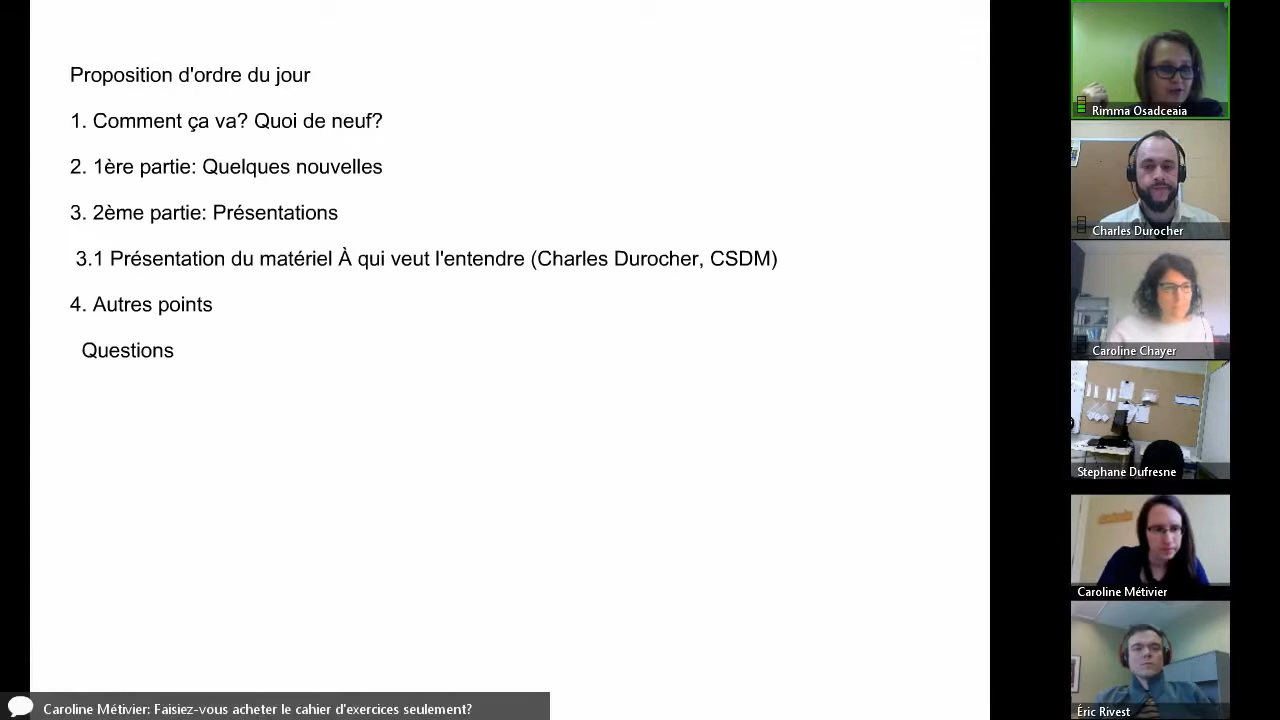 Proposition d'ordre du jour
1. Comment ça va? Quoi de neuf?
2. 1ère partie: Quelques nouvelles
3. 2ème partie: Présentations
3.1 Présentation du matériel À qui veut l'entendre (Charles Durocher, CSDM)
4. Autres points
Questions
Rimma Osadceaia
Charles Durocher
Caroline Chayer
Stephane Dufresne
Caroline Métivier
Éric Rivest
Caroline Métivier: Faisiez-vous acheter le cahier d'exercices seulement?